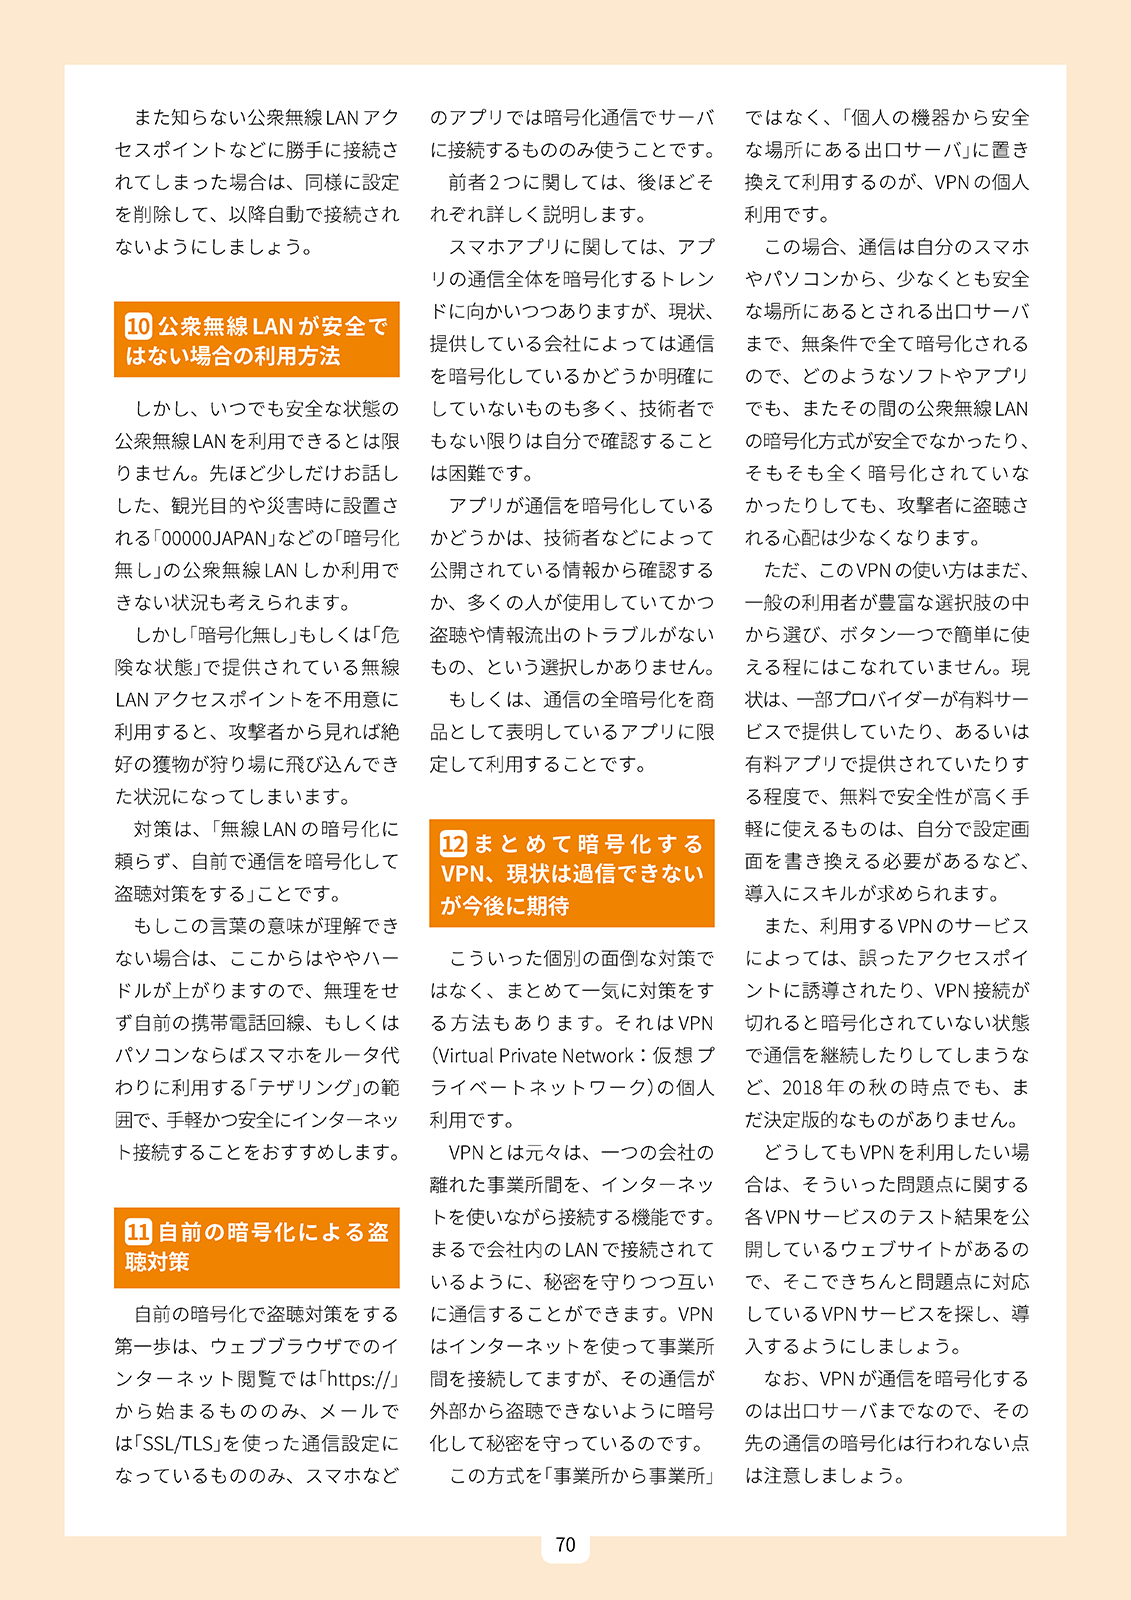 また知らない公衆無線LANアク
セスポイントなどに勝手に接続さ
れてしまった場合は、同様に設定
を削除して、以降自動で接続され
ないようにしましょう。
10 公衆無線LANが安全で
はない場合の利用方法
しかし、いつでも安全な状態の
公衆無線LANを利用できるとは限
りません。先ほど少しだけお話し
した、観光目的や災害時に設置さ
れる「00000JAPAN」などの「暗号化
無し」の公衆無線LANしか利用で
きない状況も考えられます。
しかし「暗号化無し」もしくは「危
険な状態」で提供されている無線
LANアクセスポイントを不用意に
利用すると、攻撃者から見れば絶
好の獲物が狩り場に飛び込んでき
た状況になってしまいます。
対策は、「無線LANの暗号化に
頼らず、自前で通信を暗号化して
盗聴対策をする」ことです。
もしこの言葉の意味が理解でき
ない場合は、ここからはややハー
ドルが上がりますので、無理をせ
ず自前の携帯電話回線、もしくは
パソコンならばスマホをルータ代
わりに利用する「テザリング」の範
囲で、手軽かつ安全にインターネッ
ト接続することをおすすめします。
11 自前の暗号化による盗
聴対策
自前の暗号化で盗聴対策をする
第一歩は、ウェブブラウザでのイ
ンターネット閲覧では「https://」
から始まるもののみ、メールで
は「SSL/TLS」を使った通信設定に
なっているもののみ、スマホなど
のアプリでは暗号化通信でサーバ
に接続するもののみ使うことです。
前者2つに関しては、後ほどそ
れぞれ詳しく説明します。
スマホアプリに関しては、アプ
リの通信全体を暗号化するトレン
ドに向かいつつありますが、現状、
提供している会社によっては通信
を暗号化しているかどうか明確に
していないものも多く、技術者で
もない限りは自分で確認すること
は困難です。
アプリが通信を暗号化している
かどうかは、技術者などによって
公開されている情報から確認する
か、多くの人が使用していてかつ
盗聴や情報流出のトラブルがない
もの、という選択しかありません。
もしくは、通信の全暗号化を商
品として表明しているアプリに限
定して利用することです。
12 まとめて暗号化する
VPN、現状は過信できない
が今後に期待
こういった個別の面倒な対策で
はなく、まとめて一気に対策をす
る方法もあります。それはVPN
（Virtual Private Network：仮想プ
ライベートネットワーク）の個人
利用です。
VPNとは元々は、一つの会社の
離れた事業所間を、インターネッ
トを使いながら接続する機能です。
まるで会社内のLANで接続されて
いるように、秘密を守りつつ互い
に通信することができます。VPN
はインターネットを使って事業所
間を接続してますが、その通信が
外部から盗聴できないように暗号
化して秘密を守っているのです。
この方式を「事業所から事業所」
ではなく、「個人の機器から安全
な場所にある出口サーバ」に置き
換えて利用するのが、VPNの個人
利用です。
この場合、通信は自分のスマホ
やパソコンから、少なくとも安全
な場所にあるとされる出口サーバ
まで、無条件で全て暗号化される
ので、どのようなソフトやアプリ
でも、またその間の公衆無線LAN
の暗号化方式が安全でなかったり、
そもそも全く暗号化されていな
かったりしても、攻撃者に盗聴さ
れる心配は少なくなります。
ただ、このVPNの使い方はまだ、
一般の利用者が豊富な選択肢の中
から選び、ボタン一つで簡単に使
える程にはこなれていません。現
状は、一部プロバイダーが有料サー
ビスで提供していたり、あるいは
有料アプリで提供されていたりす
る程度で、無料で安全性が高く手
軽に使えるものは、自分で設定画
面を書き換える必要があるなど、
導入にスキルが求められます。
また、利用するVPNのサービス
によっては、誤ったアクセスポイ
ントに誘導されたり、VPN接続が
切れると暗号化されていない状態
で通信を継続したりしてしまうな
ど、2018年の秋の時点でも、ま
だ決定版的なものがありません。
どうしてもVPNを利用したい場
合は、そういった問題点に関する
各VPNサービスのテスト結果を公
開しているウェブサイトがあるの
で、そこできちんと問題点に対応
しているVPNサービスを探し、導
入するようにしましょう。
なお、VPNが通信を暗号化する
のは出口サーバまでなので、その
先の通信の暗号化は行われない点
は注意しましょう。
70